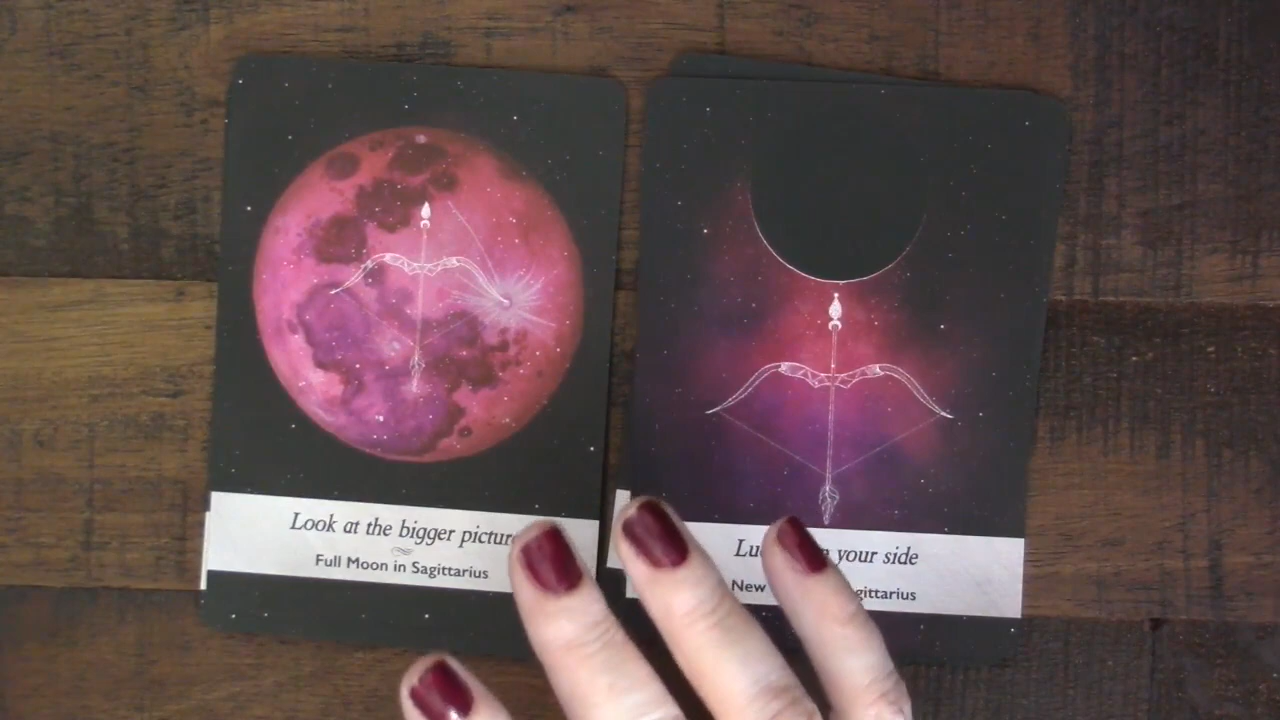 Look at the bigger pictur
Full Moon in Sagittarius
Lu your side
New gittarius